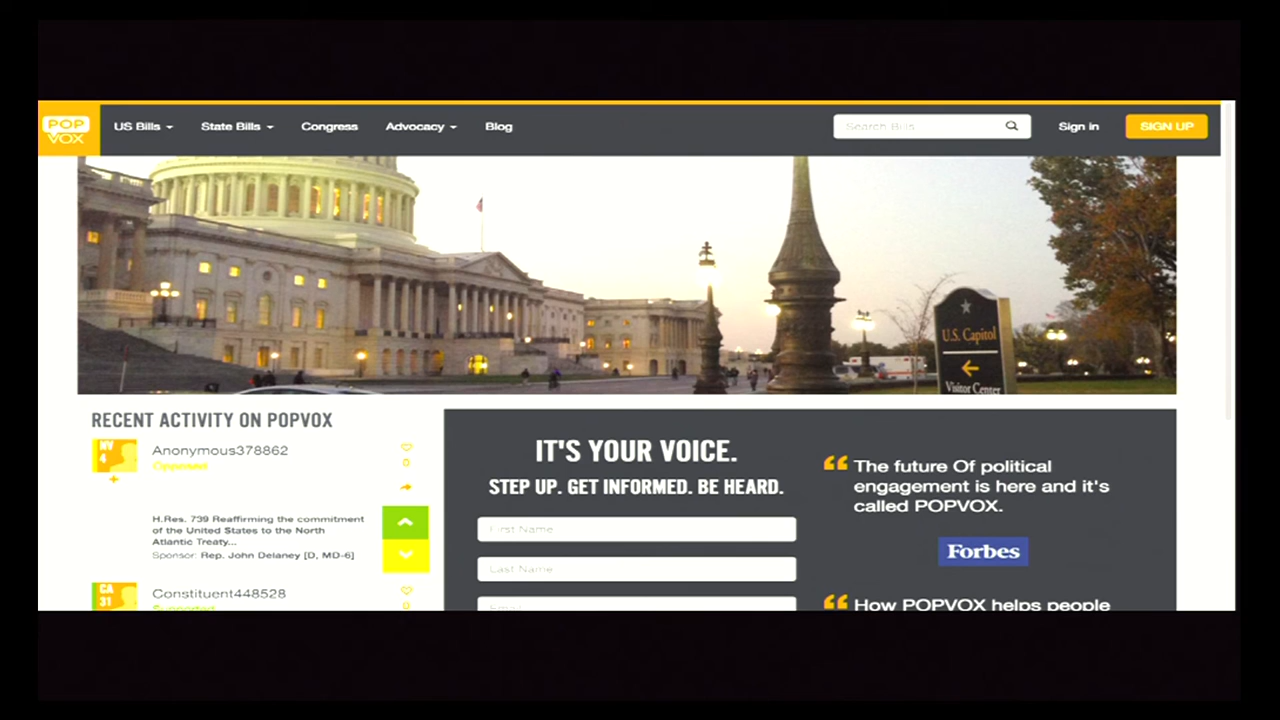 POP
VOX
US Bills
State Bills
Congress
Advocacy
Blog
Search Bills
Sign in
SIGN UP
U.S. Capitol
Visitor Center
RECENT ACTIVITY ON POPVOX
NV
4
Anonymous378862
Opposed
0
H.Res. 739 Reaffirming the commitment
of the United States to the North
Atlantic Treaty...
Sponsor: Rep. John Delaney [D, MD-6]
CA
31
Constituent448528
Supported
0
IT'S YOUR VOICE.
STEP UP. GET INFORMED. BE HEARD.
First Name
Last Name
Email
The future Of political
engagement is here and it's
called POPVOX.
Forbes
How POPVOX helps people